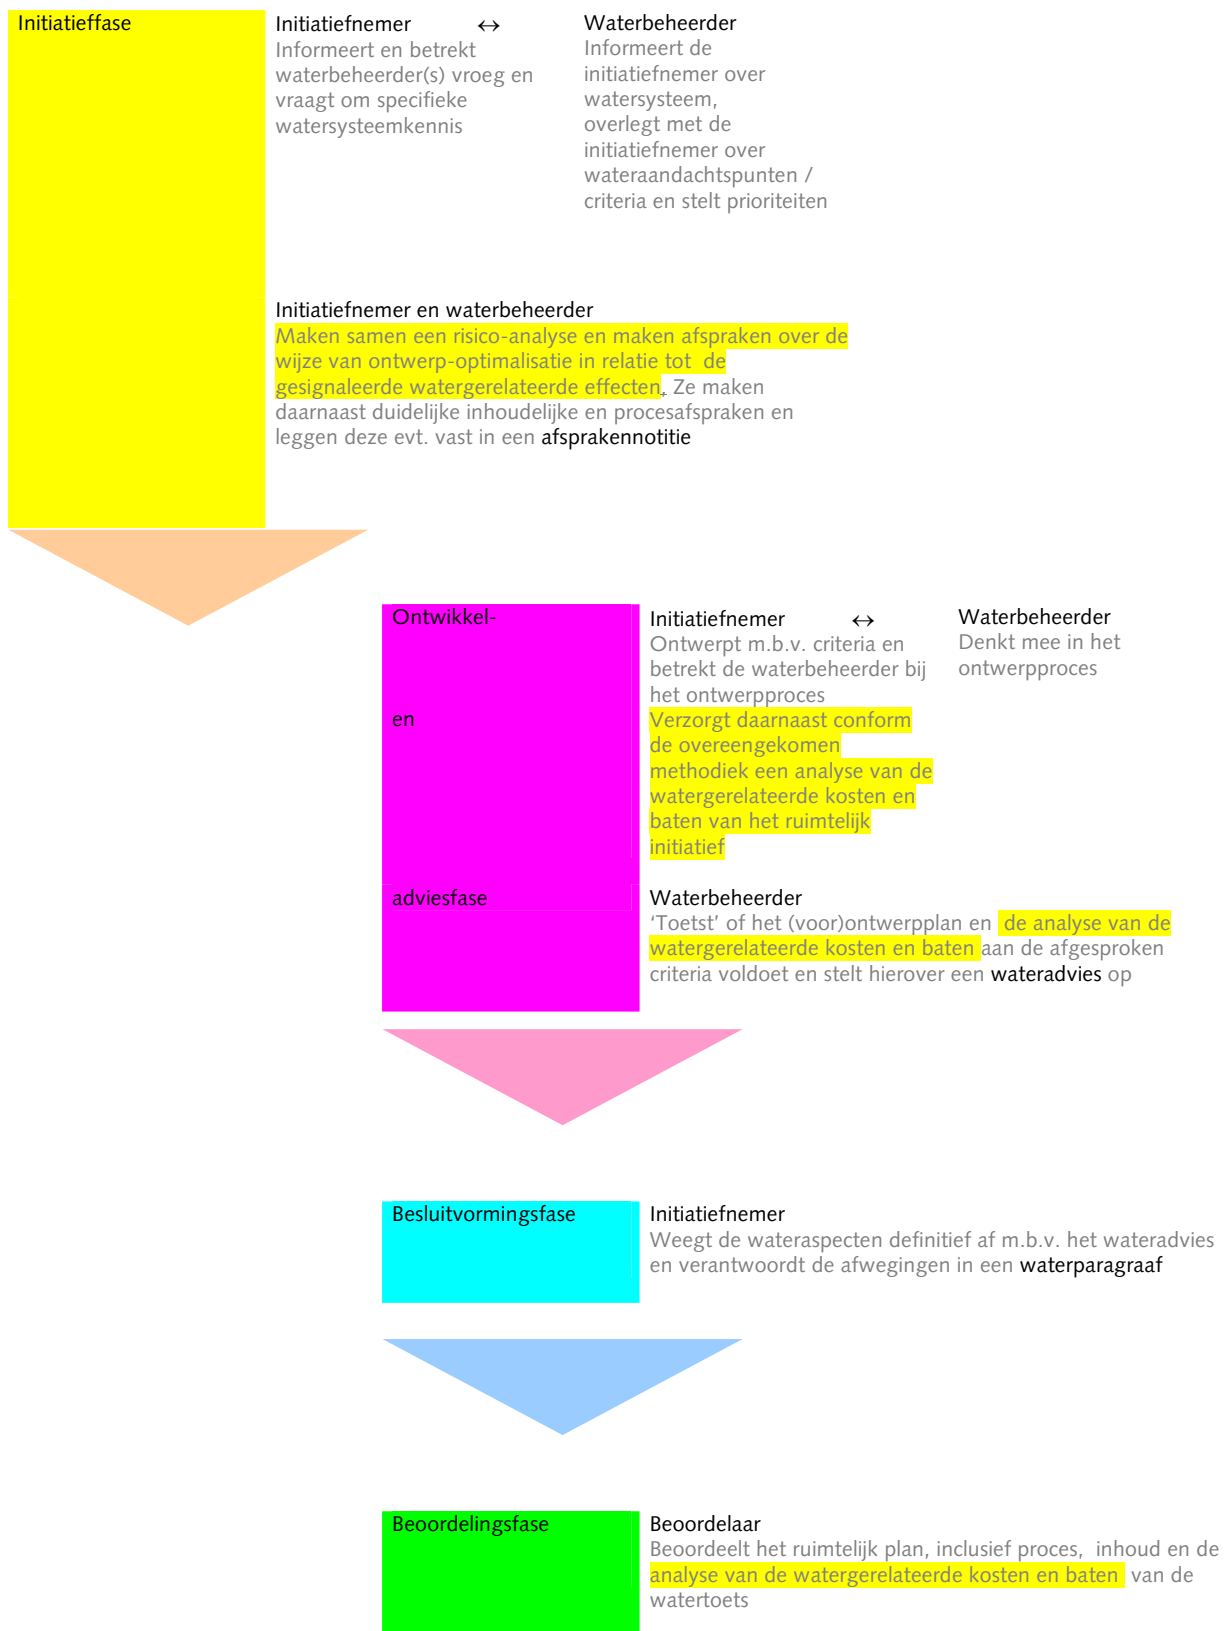 Initiatieffase
Initiatiefnemer ↔
Informeert en betrekt
waterbeheerder(s) vroeg en
vraagt om specifieke
watersysteemkennis
Waterbeheerder
Informeert de
initiatiefnemer over
watersysteem,
overlegt met de
initiatiefnemer over
wateraandachtspunten /
criteria en stelt prioriteiten
Initiatiefnemer en waterbeheerder
Maken samen een risico-analyse en maken afspraken over de
wijze van ontwerp-optimalisatie in relatie tot de
gesignaleerde watergerelateerde effecten. Ze maken
daarnaast duidelijke inhoudelijke en procesafspraken en
leggen deze evt. vast in een afsprakennotitie
Ontwikkel-
en
adviesfase
Initiatiefnemer ↔
Ontwerpt m.b.v. criteria en
betrekt de waterbeheerder bij
het ontwerpproces
Verzorgt daarnaast conform
de overeengekomen
methodiek een analyse van de
watergerelateerde kosten en
baten van het ruimtelijk
initiatief
Waterbeheerder
Denkt mee in het
ontwerpproces
Waterbeheerder
‘Toetst’ of het (voor)ontwerpplan en de analyse van de
watergerelateerde kosten en baten aan de afgesproken
criteria voldoet en stelt hierover een wateradvies op
Besluitvormingsfase
Initiatiefnemer
Weegt de wateraspecten definitief af m.b.v. het wateradvies
en verantwoordt de afwegingen in een waterparagraaf
Beoordelingsfase
Beoordelaar
Beoordeelt het ruimtelijk plan, inclusief proces, inhoud en de
analyse van de watergerelateerde kosten en baten van de
watertoets